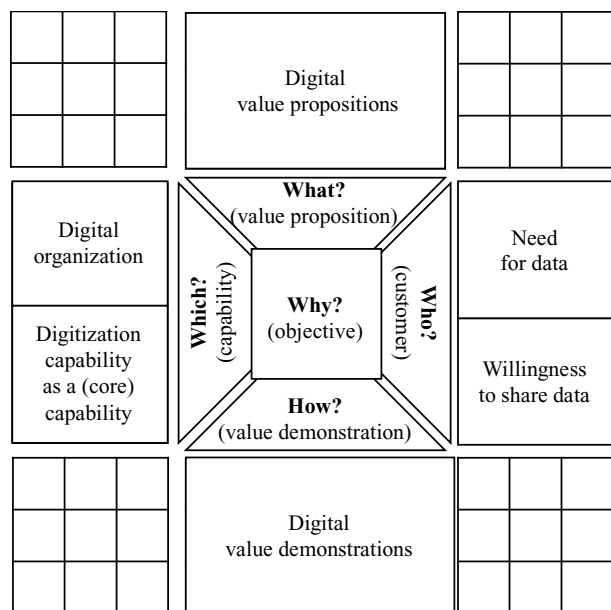 Digital
value propositions
What?
(value proposition)
Digital
organization
Digitization
capability
as a (core)
capability
Which?
(capability)
Why?
(objective)
(customer)
Who?
Need
for data
Willingness
to share data
How?
(value demonstration)
Digital
value demonstrations